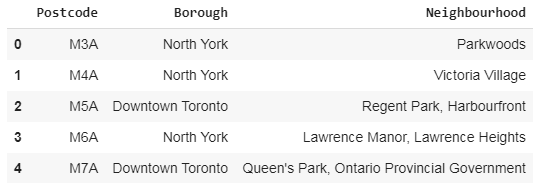 Postcode Borough Neighbourhood
0 M3A North York Parkwoods
1 M4A North York Victoria Village
2 M5A Downtown Toronto Regent Park, Harbourfront
3 M6A North York Lawrence Manor, Lawrence Heights
4 M7A Downtown Toronto Queen's Park, Ontario Provincial Government